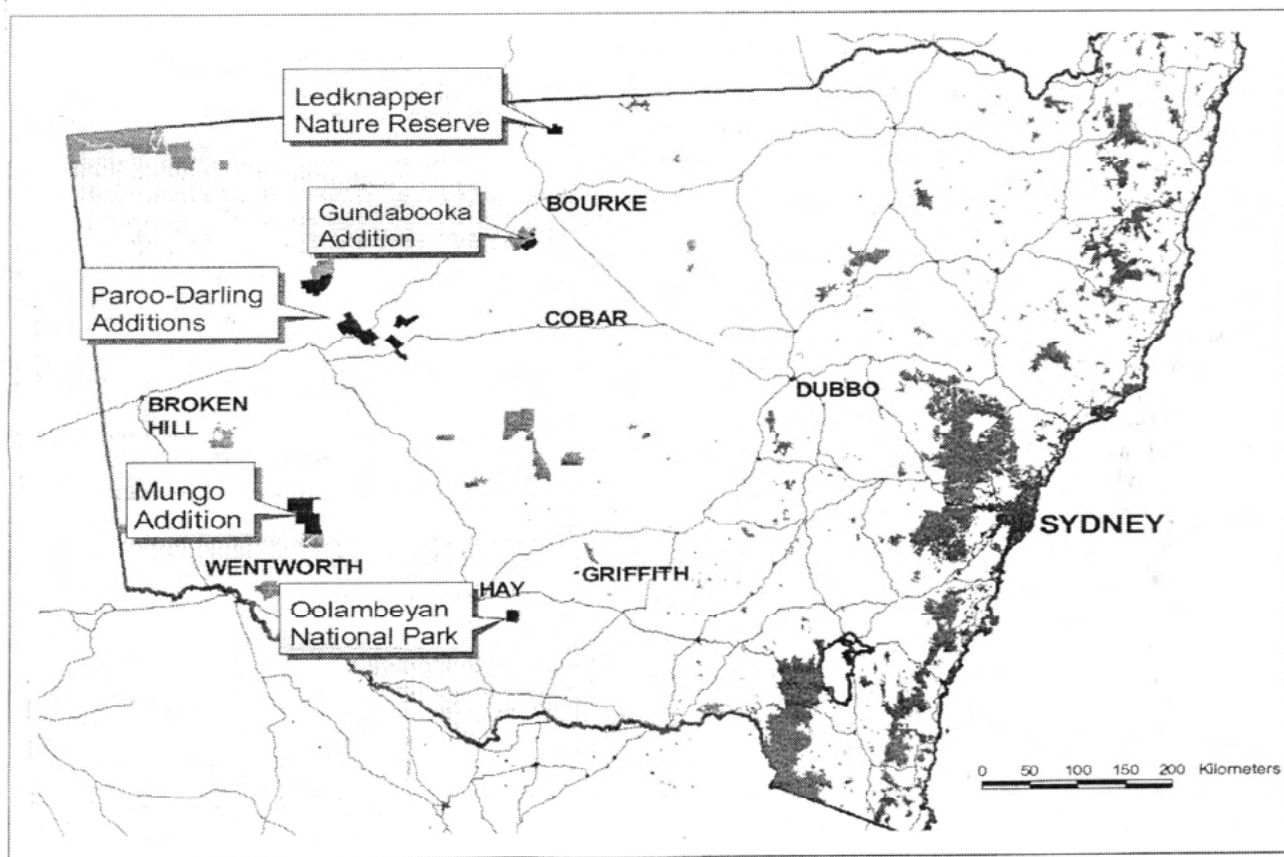 Ledknapper
Nature Reserve
Gundabooka
Addition
BOURKE
Paroo-Darling
Additions
COBAR
DUBBO
BROKEN
HILL
Mungo
Addition
SYDNEY
WENTWORTH
GRIFFITH
HAY
Oolambeyan
National Park
0 50 100 150 200 Kilometers